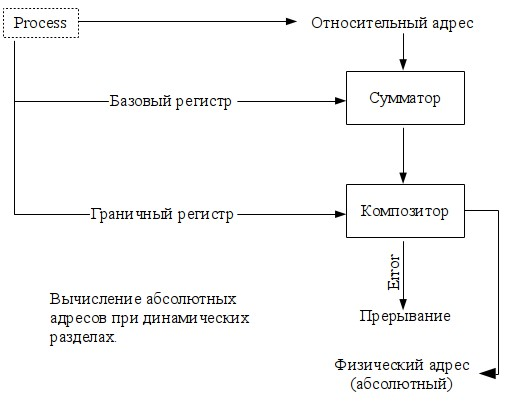 Process
Относительный адрес
Базовый регистр
Сумматор
Граничный регистр
Композитор
Error
Вычисление абсолютных
адресов при динамических
разделах.
Прерывание
Физический адрес
(абсолютный)